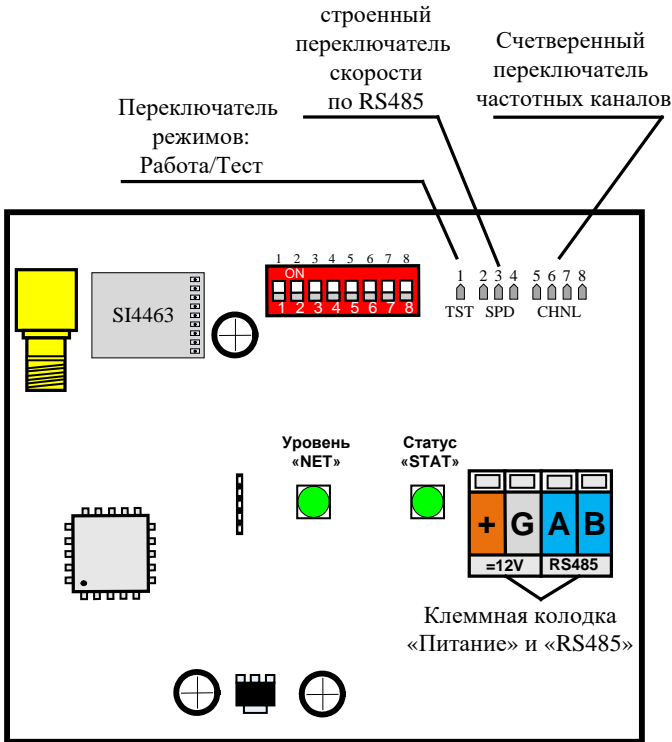 строенный
переключатель
скорости
по RS485
Счетверенный
переключатель
частотных каналов
Переключатель
режимов:
Работа/Тест
1 2 3 4 5 6 7 8
ON
1 2 3 4 5 6 7 8
1 2 3 4 5 6 7 8
TST SPD CHNL
SI4463
Уровень
«NET»
Статус
«STAT»
+ G A B
=12V RS485
Клеммная колодка
«Питание» и «RS485»